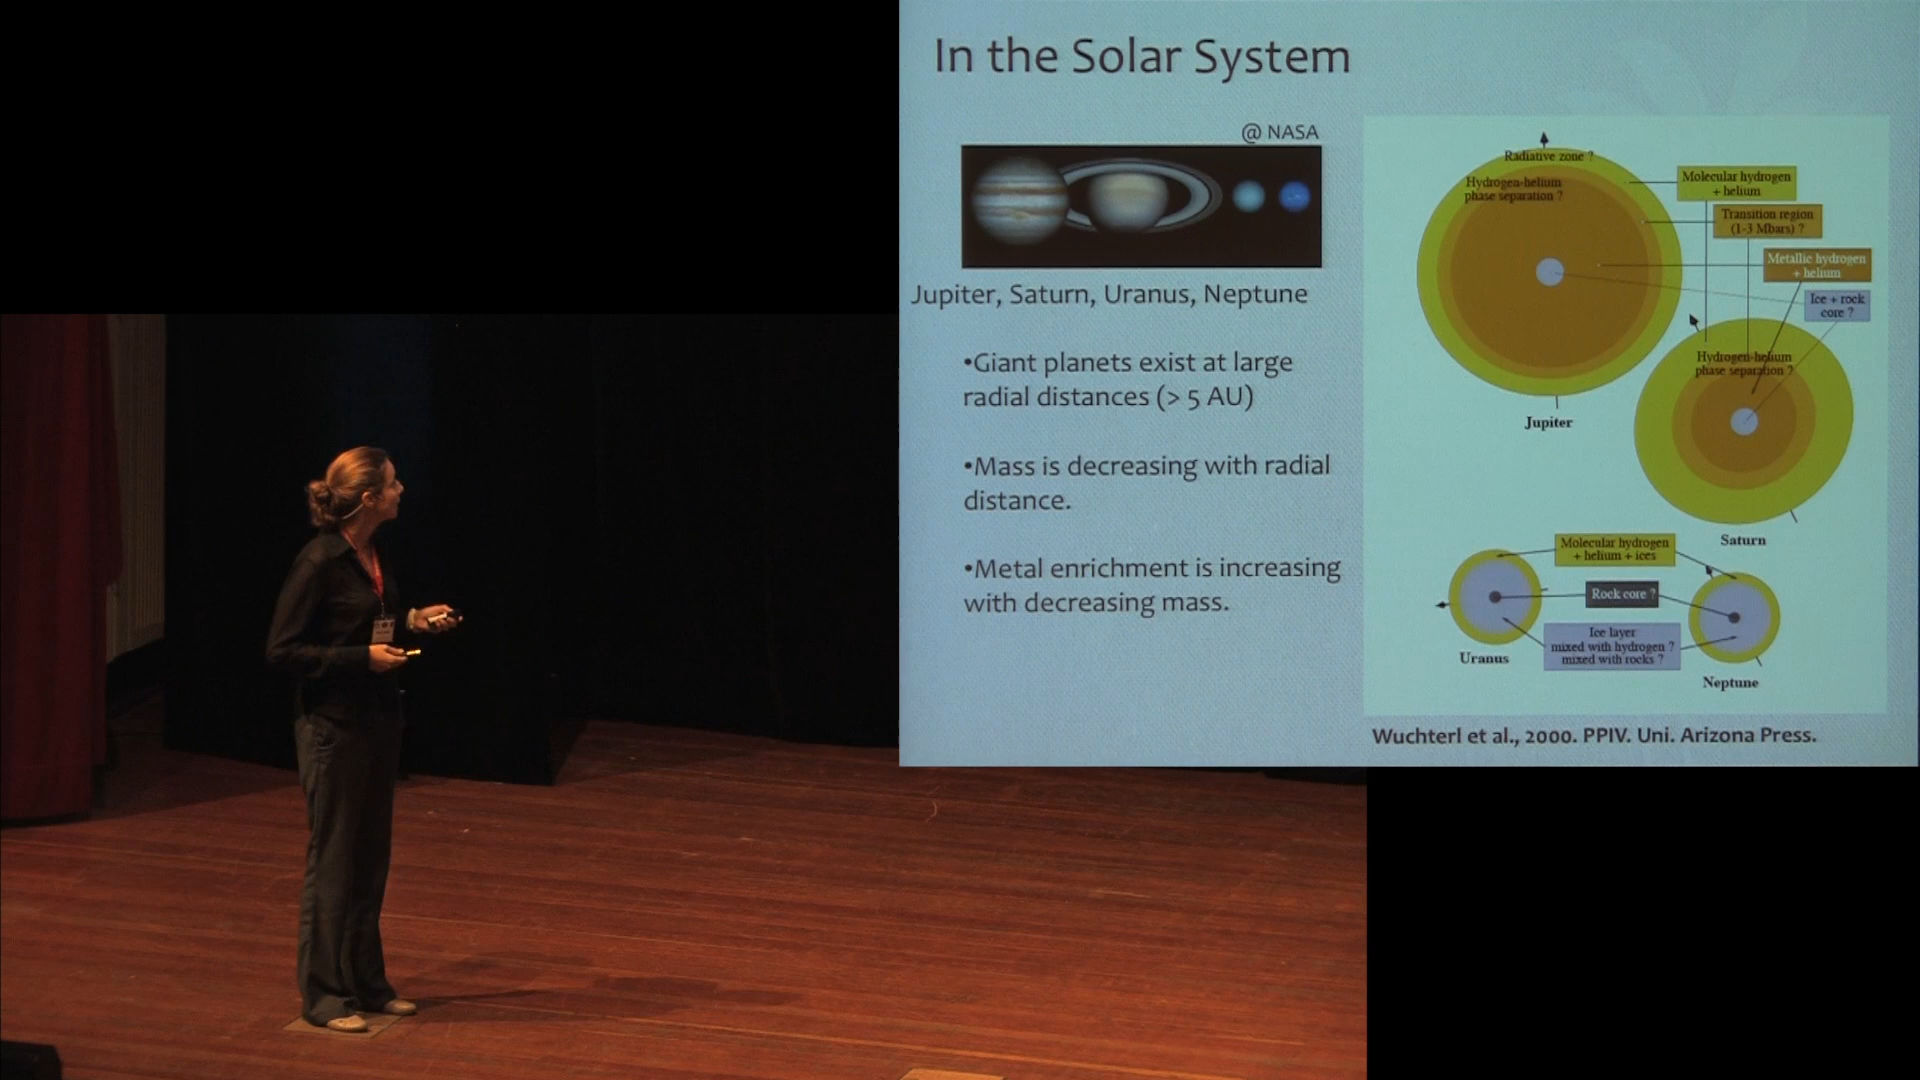 In the Solar System
@ NASA
Jupiter, Saturn, Uranus, Neptune
•Giant planets exist at large
radial distances (> 5 AU)
•Mass is decreasing with radial
distance.
•Metal enrichment is increasing
with decreasing mass.
Radiative zone ?
Hydrogen-helium
phase separation ?
Molecular hydrogen
+ helium
Transition region
(1-3 Mbars) ?
Metallic hydrogen
+ helium
Ice + rock
core ?
Jupiter
Hydrogen-helium
phase separation ?
Saturn
Molecular hydrogen
+ helium + ices
Rock core ?
Ice layer
mixed with hydrogen ?
mixed with rocks ?
Uranus
Neptune
Wuchterl et al., 2000. PPIV. Uni. Arizona Press.